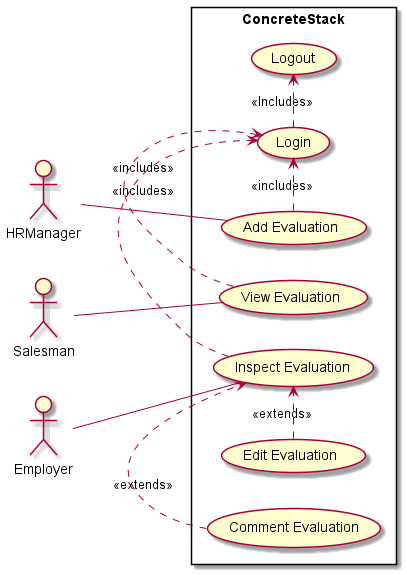 ConcreteStack
Logout
«Includes»
Login
«includes»
«includes»
«includes»
HRManager
Add Evaluation
View Evaluation
Salesman
Inspect Evaluation
«extends»
Employer
Edit Evaluation
«extends»
Comment Evaluation